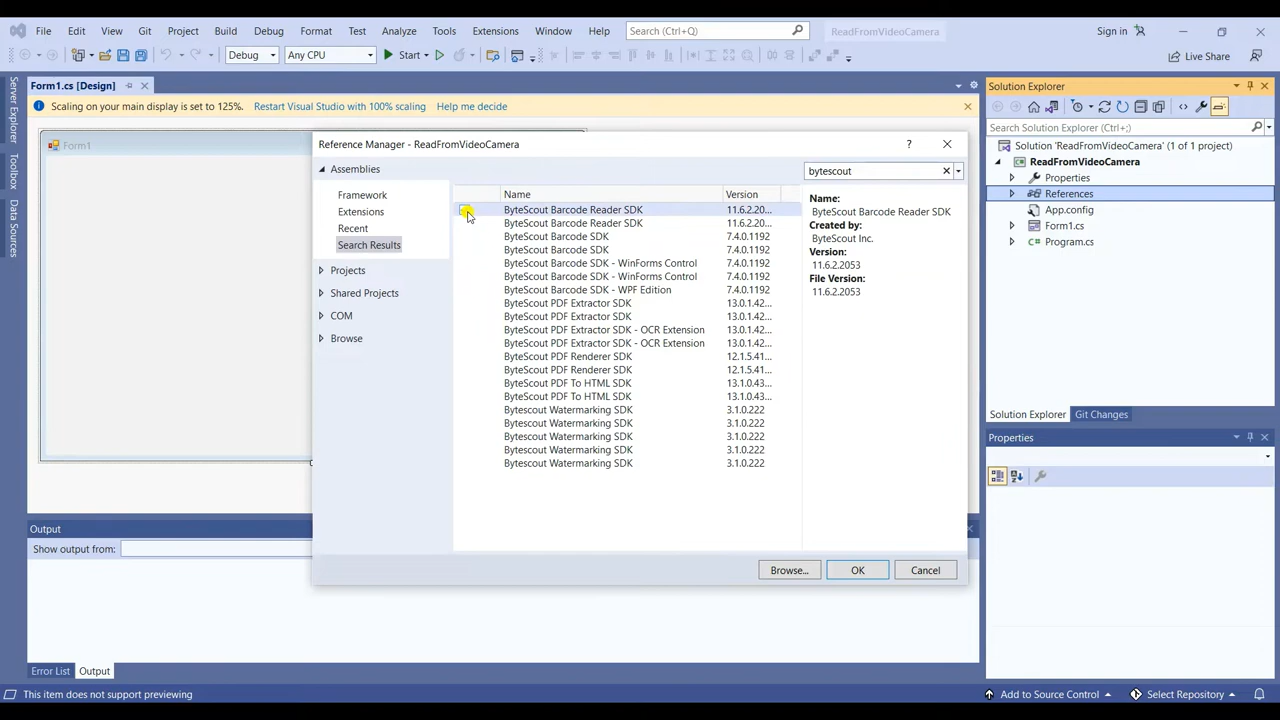 File Edit View Git Project Build Debug Format Test Analyze Tools Extensions Window Help Search (Ctrl+Q) ReadFromVideoCamera Sign in
Debug Any CPU Start Live Share
Form1.cs [Design]
Scaling on your main display is set to 125%. Restart Visual Studio with 100% scaling Help me decide
Server Explorer
Toolbox
Data Sources
Form1
Reference Manager - ReadFromVideoCamera ?
Assemblies
bytescout
Framework
Extensions
Recent
Search Results
Projects
Shared Projects
COM
Browse
Name Version
ByteScout Barcode Reader SDK 11.6.2.20...
ByteScout Barcode Reader SDK 11.6.2.20...
ByteScout Barcode SDK 7.4.0.1192
ByteScout Barcode SDK 7.4.0.1192
ByteScout Barcode SDK - WinForms Control 7.4.0.1192
ByteScout Barcode SDK - WinForms Control 7.4.0.1192
ByteScout Barcode SDK - WPF Edition 7.4.0.1192
ByteScout PDF Extractor SDK 13.0.1.42...
ByteScout PDF Extractor SDK 13.0.1.42...
ByteScout PDF Extractor SDK - OCR Extension 13.0.1.42...
ByteScout PDF Extractor SDK - OCR Extension 13.0.1.42...
ByteScout PDF Renderer SDK 12.1.5.41...
ByteScout PDF Renderer SDK 12.1.5.41...
ByteScout PDF To HTML SDK 13.1.0.43...
ByteScout PDF To HTML SDK 13.1.0.43...
Bytescout Watermarking SDK 3.1.0.222
Bytescout Watermarking SDK 3.1.0.222
Bytescout Watermarking SDK 3.1.0.222
Bytescout Watermarking SDK 3.1.0.222
Bytescout Watermarking SDK 3.1.0.222
Name:
ByteScout Barcode Reader SDK
Created by:
ByteScout Inc.
Version:
11.6.2.2053
File Version:
11.6.2.2053
Browse... OK Cancel
Solution Explorer
Search Solution Explorer (Ctrl+;)
Solution 'ReadFromVideoCamera' (1 of 1 project)
ReadFromVideoCamera
Properties
References
App.config
Form1.cs
Program.cs
Solution Explorer Git Changes
Properties
Output
Show output from:
Error List Output
This item does not support previewing Add to Source Control Select Repository